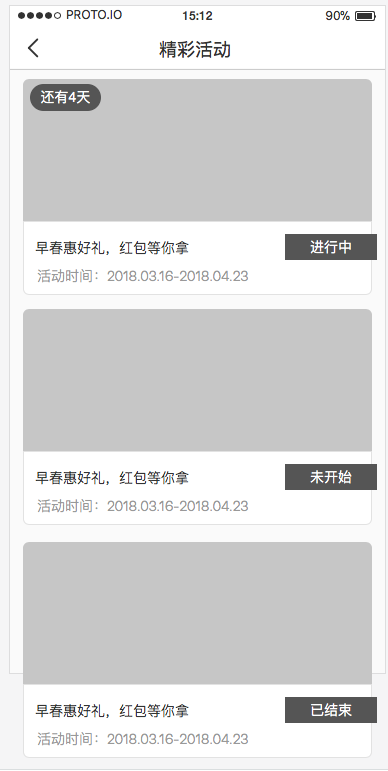 PROTO.IO 15:12 90%
精彩活动
还有4天
早春惠好礼，红包等你拿 进行中
活动时间：2018.03.16-2018.04.23
早春惠好礼，红包等你拿 未开始
活动时间：2018.03.16-2018.04.23
早春惠好礼，红包等你拿 已结束
活动时间：2018.03.16-2018.04.23